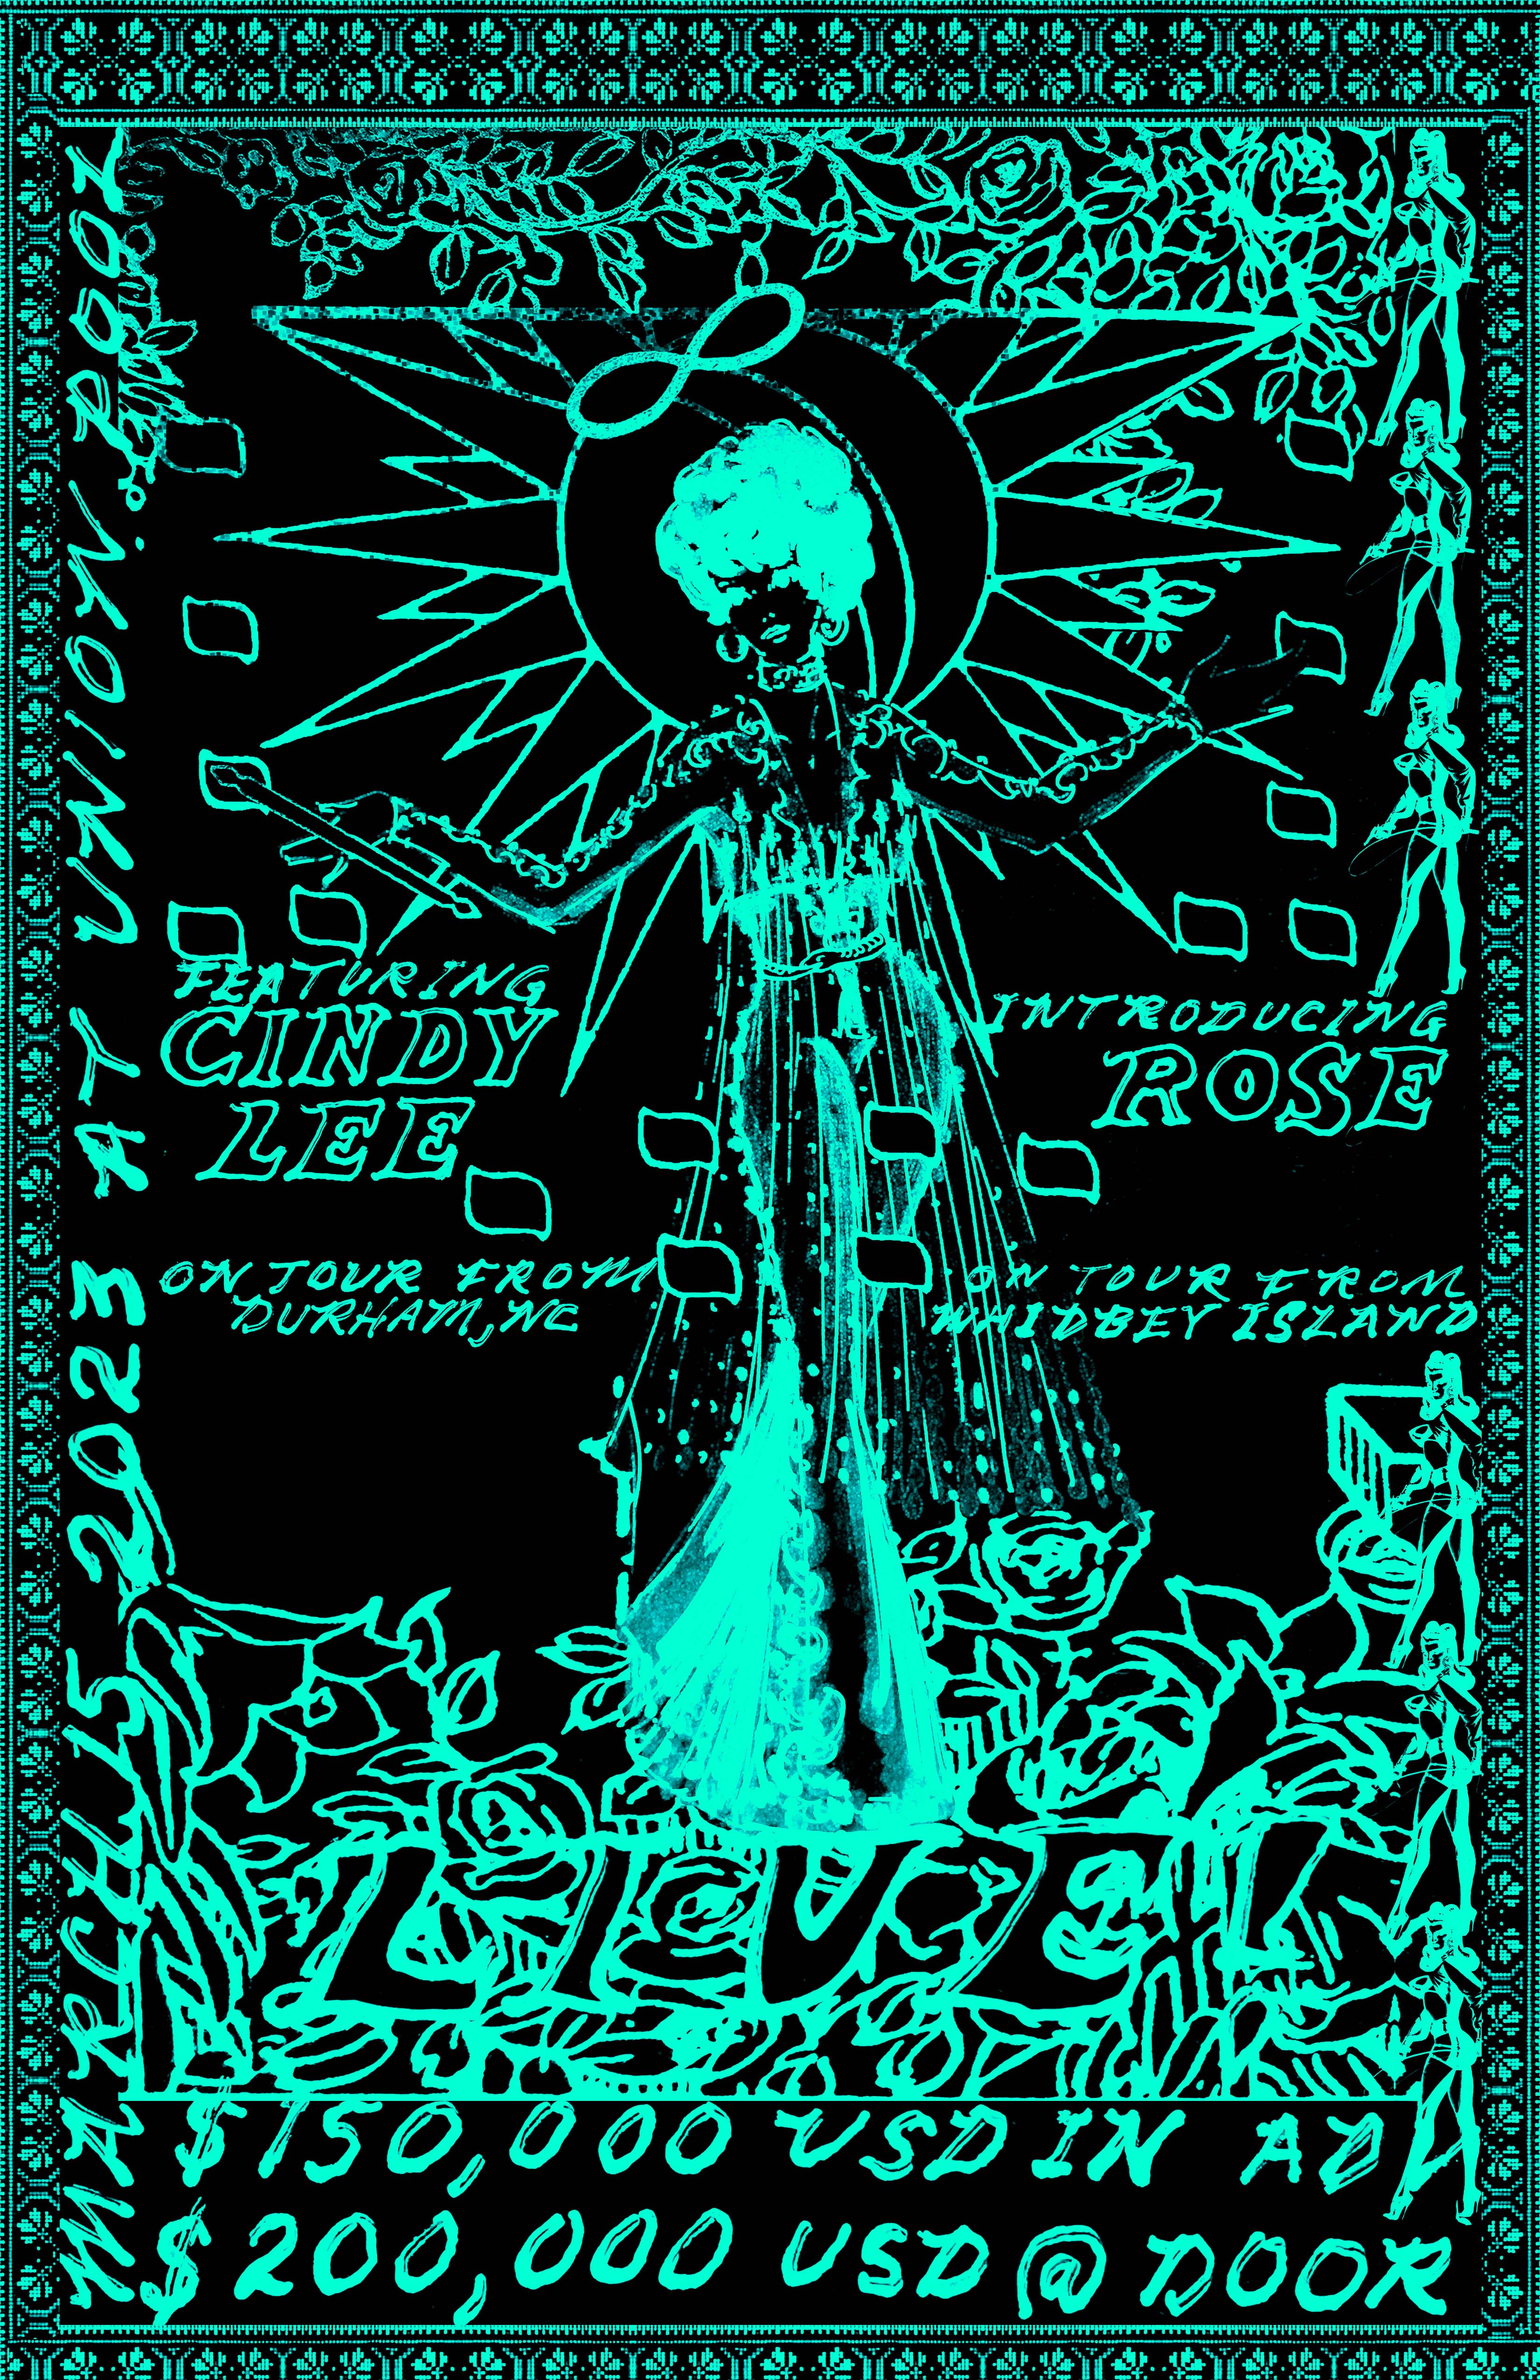 MARCH 15 2023 AT UNION. POOL
FEATURING
CINDY
LEE
ON TOUR FROM
DURHAM, NC
INTRODUCING
ROSE
ON TOUR FROM
WHIDBEY ISLAND
$150,000 USD IN ADV
$200,000 USD @ DOOR